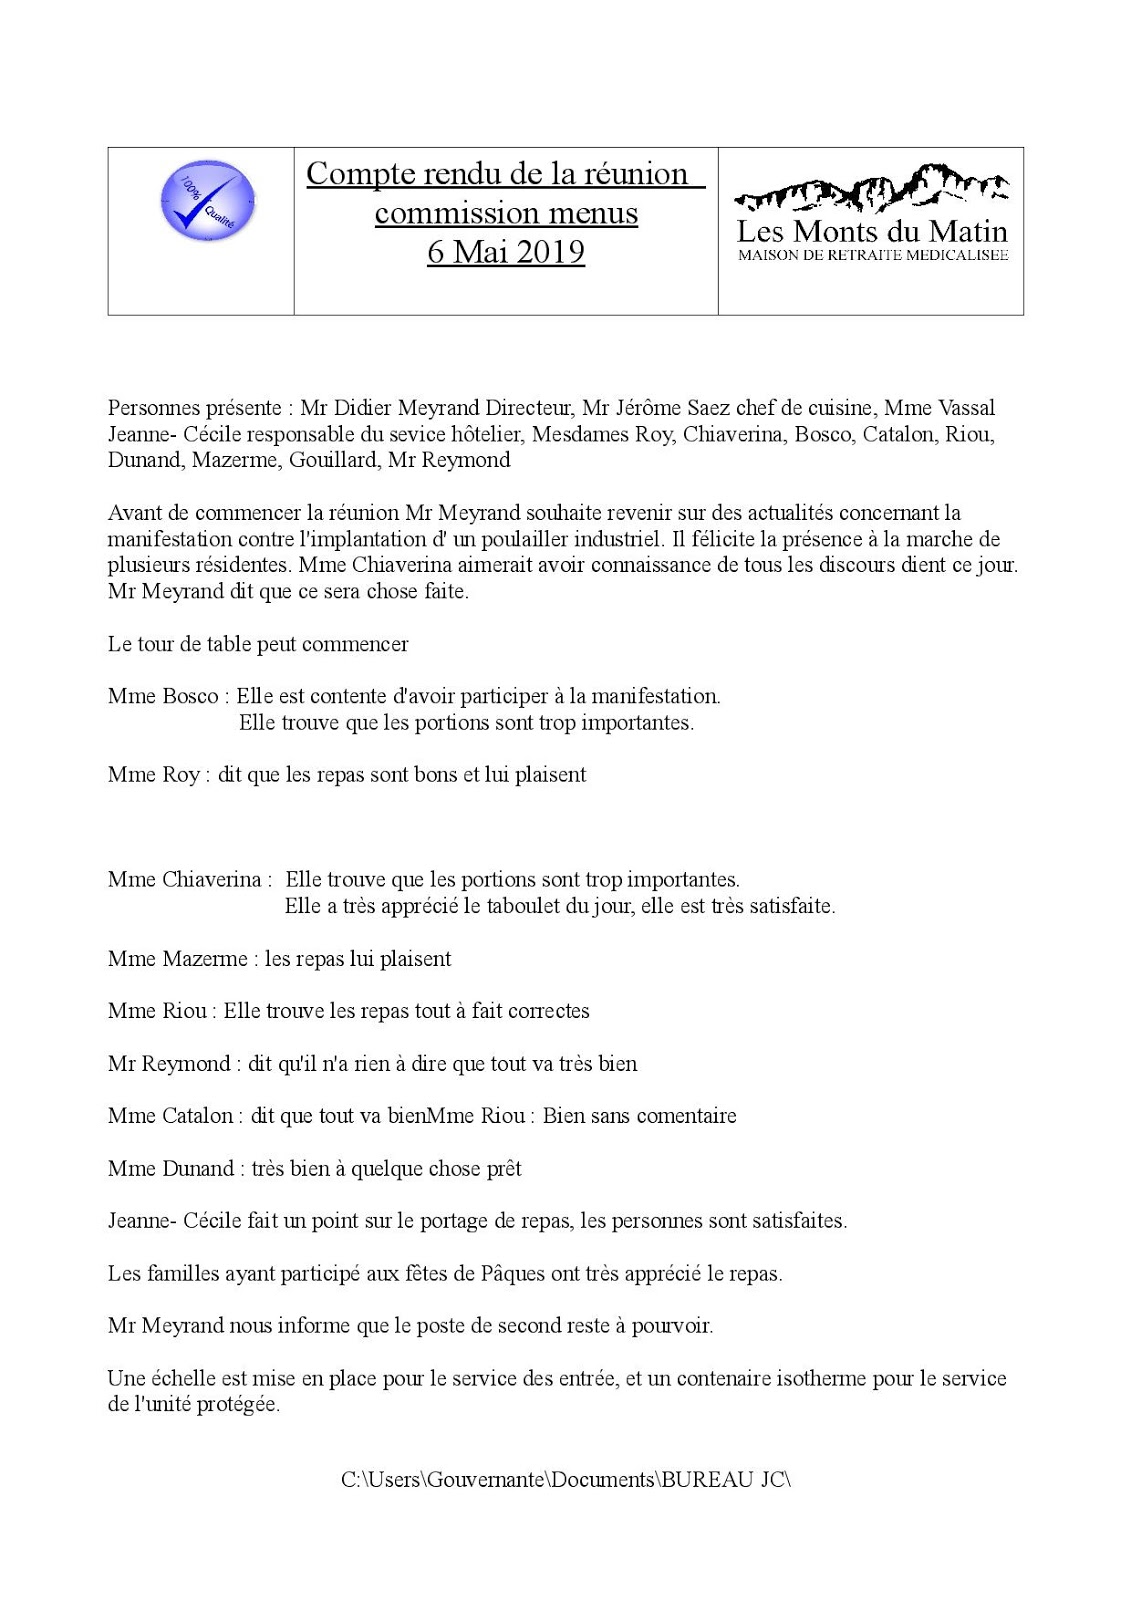 100%
Qualité
Compte rendu de la réunion
commission menus
6 Mai 2019
Les Monts du Matin
MAISON DE RETRAITE MEDICALISEE
Personnes présente : Mr Didier Meyrand Directeur, Mr Jérôme Saez chef de cuisine, Mme Vassal
Jeanne- Cécile responsable du sevice hôtelier, Mesdames Roy, Chiaverina, Bosco, Catalon, Riou,
Dunand, Mazerme, Gouillard, Mr Reymond
Avant de commencer la réunion Mr Meyrand souhaite revenir sur des actualités concernant la
manifestation contre l'implantation d' un poulailler industriel. Il félicite la présence à la marche de
plusieurs résidentes. Mme Chiaverina aimerait avoir connaissance de tous les discours dient ce jour.
Mr Meyrand dit que ce sera chose faite.
Le tour de table peut commencer
Mme Bosco : Elle est contente d'avoir participer à la manifestation.
Elle trouve que les portions sont trop importantes.
Mme Roy : dit que les repas sont bons et lui plaisent
Mme Chiaverina : Elle trouve que les portions sont trop importantes.
Elle a très apprécié le taboulet du jour, elle est très satisfaite.
Mme Mazerme : les repas lui plaisent
Mme Riou : Elle trouve les repas tout à fait correctes
Mr Reymond : dit qu'il n'a rien à dire que tout va très bien
Mme Catalon : dit que tout va bienMme Riou : Bien sans comentaire
Mme Dunand : très bien à quelque chose prêt
Jeanne- Cécile fait un point sur le portage de repas, les personnes sont satisfaites.
Les familles ayant participé aux fêtes de Pâques ont très apprécié le repas.
Mr Meyrand nous informe que le poste de second reste à pourvoir.
Une échelle est mise en place pour le service des entrée, et un contenaire isotherme pour le service
de l'unité protégée.
C:\Users\Gouvernante\Documents\BUREAU JC\